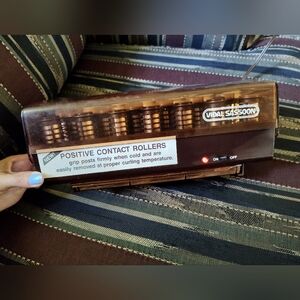 VIDAL SASSOON
POSITIVE CONTACT ROLLERS
grip posts firmly when cold and are
easily removed at proper curling temperature.
ON OFF